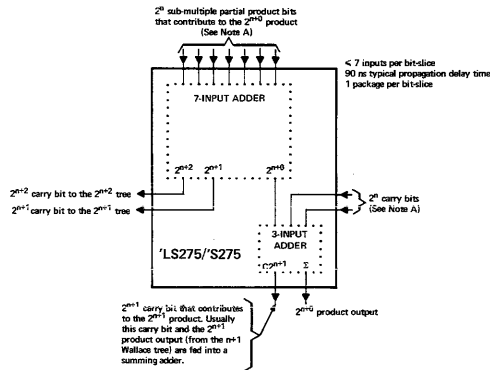 2ⁿ sub-multiple partial product bits
that contribute to the 2ⁿ⁺⁰ product
(See Note A)
≤ 7 inputs per bit-slice
90 ns typical propagation delay time
1 package per bit-slice
7-INPUT ADDER
2ⁿ⁺² 2ⁿ⁺¹ 2ⁿ⁺⁰
2ⁿ⁺² carry bit to the 2ⁿ⁺² tree
2ⁿ⁺¹ carry bit to the 2ⁿ⁺¹ tree
2ⁿ carry bits
(See Note A)
3-INPUT
ADDER
'LS275/'S275
C2ⁿ⁺¹ Σ
2ⁿ⁺¹ carry bit that contributes
to the 2ⁿ⁺¹ product. Usually
this carry bit and the 2ⁿ⁺¹
product output (from the n+1
Wallace tree) are fed into a
summing adder.
2ⁿ⁺⁰ product output